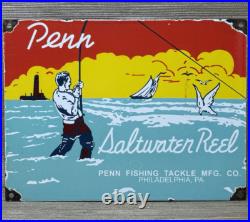 Penn
Saltwater Reel
PENN FISHING TACKLE MFG. CO.
PHILADELPHIA, PA.